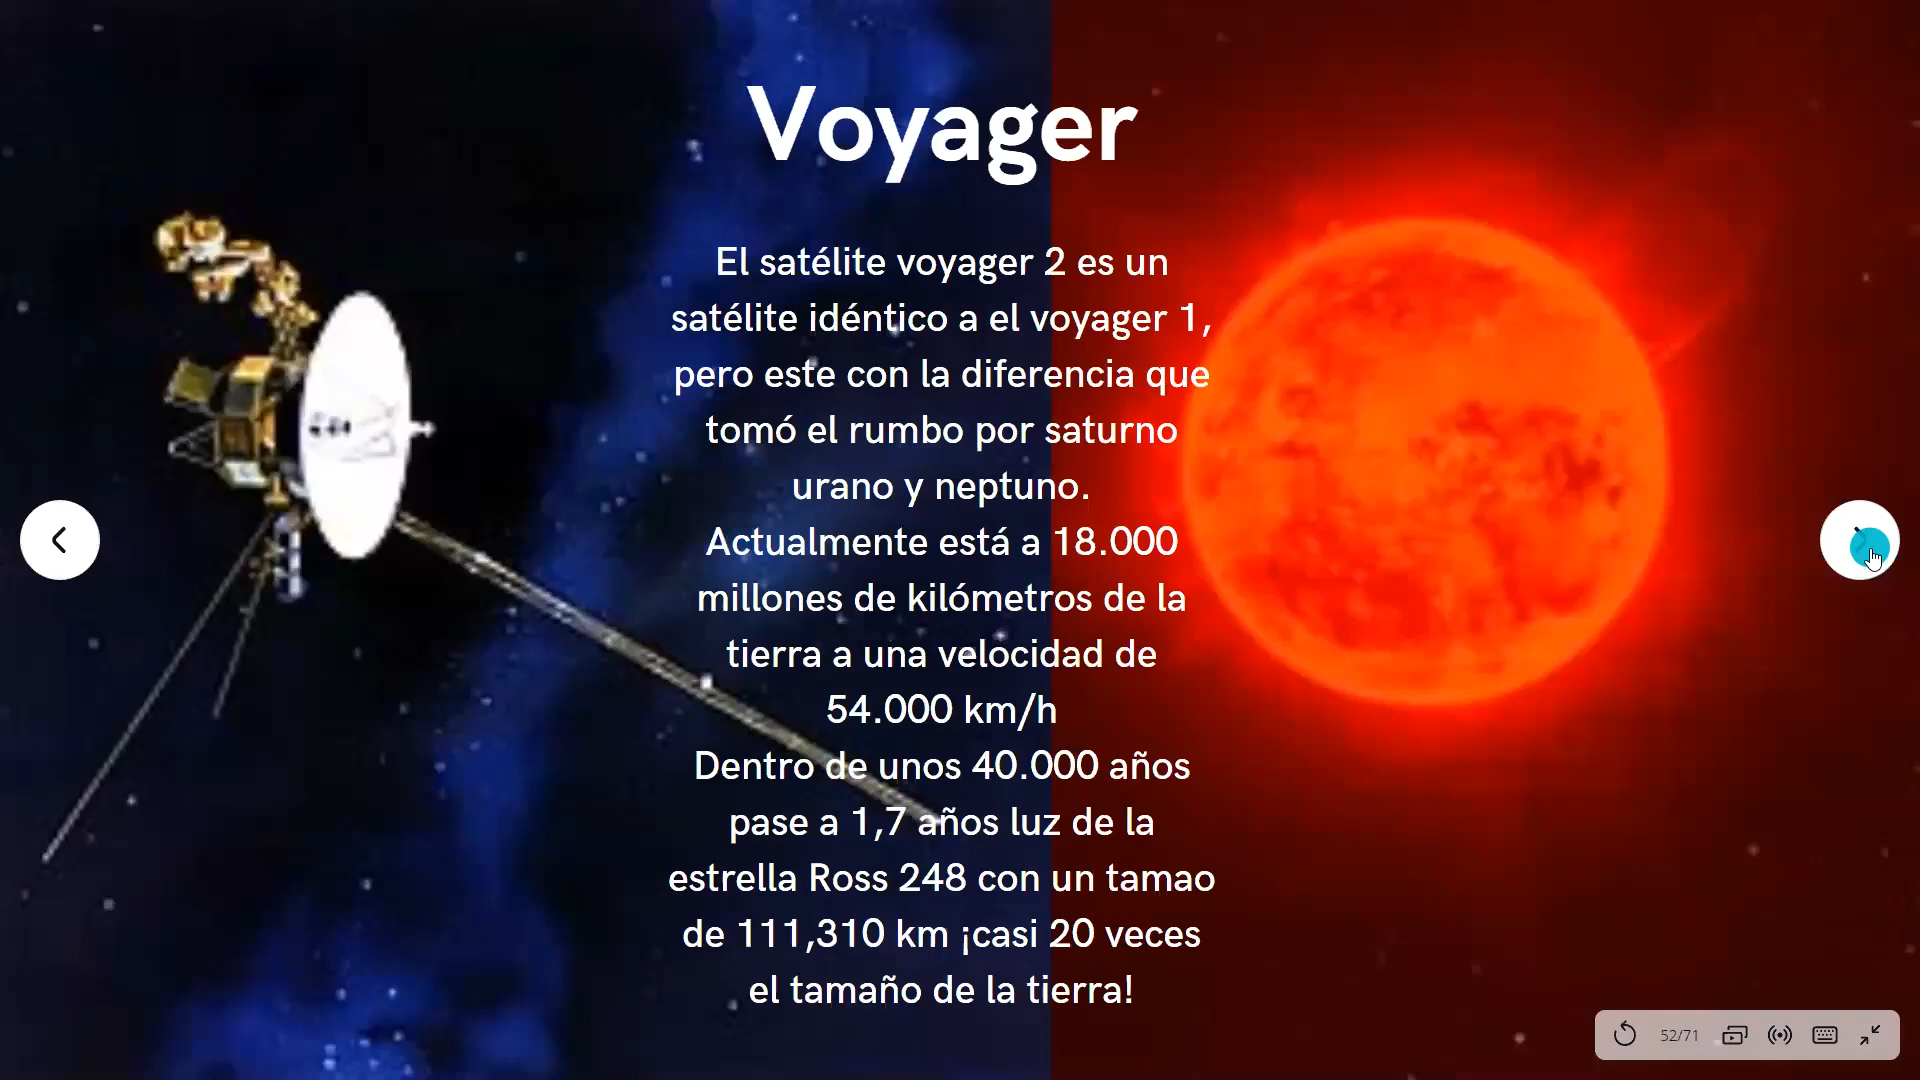 Voyager
El satélite voyager 2 es un
satélite idéntico a el voyager 1,
pero este con la diferencia que
tomó el rumbo por saturno
urano y neptuno.
Actualmente está a 18.000
millones de kilómetros de la
tierra a una velocidad de
54.000 km/h
Dentro de unos 40.000 años
pase a 1,7 años luz de la
estrella Ross 248 con un tamao
de 111,310 km ¡casi 20 veces
el tamaño de la tierra!
52/71